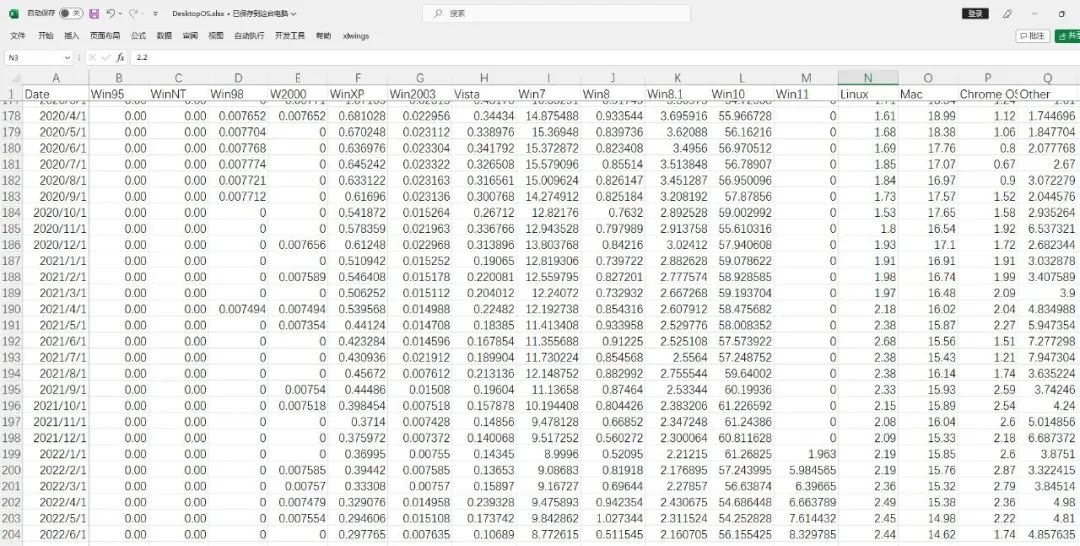 自动保存 关 DesktopOS.xlsx • 已保存到这台电脑 搜索 登录
文件 开始 插入 页面布局 公式 数据 审阅 视图 自动执行 开发工具 帮助 xlwings 批注 共享
N3 fx 2.2
A B C D E F G H I J K L M N O P Q
1 Date Win95 WinNT Win98 W2000 WinXP Win2003 Vista Win7 Win8 Win8.1 Win10 Win11 Linux Mac Chrome OS Other
178 2020/4/1 0.00 0.00 0.007652 0.007652 0.681028 0.022956 0.34434 14.875488 0.933544 3.695916 55.966728 0 1.61 18.99 1.12 1.744696
179 2020/5/1 0.00 0.00 0.007704 0 0.670248 0.023112 0.338976 15.36948 0.839736 3.62088 56.16216 0 1.68 18.38 1.06 1.847704
180 2020/6/1 0.00 0.00 0.007768 0 0.636976 0.023304 0.341792 15.372872 0.823408 3.4956 56.970512 0 1.69 17.76 0.8 2.077768
181 2020/7/1 0.00 0.00 0.007774 0 0.645242 0.023322 0.326508 15.579096 0.85514 3.513848 56.78907 0 1.85 17.07 0.67 2.67
182 2020/8/1 0.00 0.00 0.007721 0 0.633122 0.023163 0.316561 15.009624 0.826147 3.451287 56.950096 0 1.84 16.97 0.9 3.072279
183 2020/9/1 0.00 0.00 0.007712 0 0.61696 0.023136 0.300768 14.274912 0.825184 3.208192 57.87856 0 1.73 17.57 1.52 2.044576
184 2020/10/1 0.00 0.00 0 0 0.541872 0.015264 0.26712 12.82176 0.7632 2.892528 59.002992 0 1.53 17.65 1.58 2.935264
185 2020/11/1 0.00 0.00 0 0 0.578359 0.021963 0.336766 12.943528 0.797989 2.913758 55.610316 0 1.8 16.54 1.92 6.537321
186 2020/12/1 0.00 0.00 0 0.007656 0.61248 0.022968 0.313896 13.803768 0.84216 3.02412 57.940608 0 1.93 17.1 1.72 2.682344
187 2021/1/1 0.00 0.00 0 0 0.510942 0.015252 0.19065 12.819306 0.739722 2.882628 59.078622 0 1.91 16.91 1.91 3.032878
188 2021/2/1 0.00 0.00 0 0.007589 0.546408 0.015178 0.220081 12.559795 0.827201 2.777574 58.928585 0 1.98 16.74 1.99 3.407589
189 2021/3/1 0.00 0.00 0 0 0.506252 0.015112 0.204012 12.24072 0.732932 2.667268 59.193704 0 1.97 16.48 2.09 3.9
190 2021/4/1 0.00 0.00 0.007494 0.007494 0.539568 0.014988 0.22482 12.192738 0.854316 2.607912 58.475682 0 2.18 16.02 2.04 4.834988
191 2021/5/1 0.00 0.00 0 0.007354 0.44124 0.014708 0.18385 11.413408 0.933958 2.529776 58.008352 0 2.38 15.87 2.27 5.947354
192 2021/6/1 0.00 0.00 0 0 0.423284 0.014596 0.167854 11.355688 0.91225 2.525108 57.573922 0 2.68 15.56 1.51 7.277298
193 2021/7/1 0.00 0.00 0 0 0.430936 0.021912 0.189904 11.730224 0.854568 2.5564 57.248752 0 2.38 15.43 1.21 7.947304
194 2021/8/1 0.00 0.00 0 0 0.45672 0.007612 0.213136 12.148752 0.882992 2.755544 59.64002 0 2.38 16.14 1.74 3.635224
195 2021/9/1 0.00 0.00 0 0.00754 0.44486 0.01508 0.19604 11.13658 0.87464 2.53344 60.19936 0 2.33 15.93 2.59 3.74246
196 2021/10/1 0.00 0.00 0 0.007518 0.398454 0.007518 0.157878 10.194408 0.804426 2.383206 61.226592 0 2.15 15.89 2.54 4.24
197 2021/11/1 0.00 0.00 0 0 0.3714 0.007428 0.14856 9.478128 0.66852 2.347248 61.24386 0 2.08 16.04 2.6 5.014856
198 2021/12/1 0.00 0.00 0 0 0.375972 0.007372 0.140068 9.517252 0.560272 2.300064 60.811628 0 2.09 15.33 2.18 6.687372
199 2022/1/1 0.00 0.00 0 0 0.36995 0.00755 0.14345 8.9996 0.52095 2.21215 61.26825 1.963 2.19 15.85 2.6 3.8751
200 2022/2/1 0.00 0.00 0 0.007585 0.39442 0.007585 0.13653 9.08683 0.81918 2.176895 57.243995 5.984565 2.19 15.76 2.87 3.322415
201 2022/3/1 0.00 0.00 0 0.00757 0.33308 0.00757 0.15897 9.16727 0.69644 2.27857 56.63874 6.39665 2.36 15.32 2.79 3.84514
202 2022/4/1 0.00 0.00 0 0.007479 0.329076 0.014958 0.239328 9.475893 0.942354 2.430675 54.686448 6.663789 2.49 15.38 2.36 4.98
203 2022/5/1 0.00 0.00 0 0.007554 0.294606 0.015108 0.173742 9.842862 1.027344 2.311524 54.252828 7.614432 2.45 14.98 2.22 4.81
204 2022/6/1 0.00 0.00 0 0 0.297765 0.007635 0.10689 8.772615 0.511545 2.160705 56.155425 8.329785 2.44 14.62 1.74 4.857635